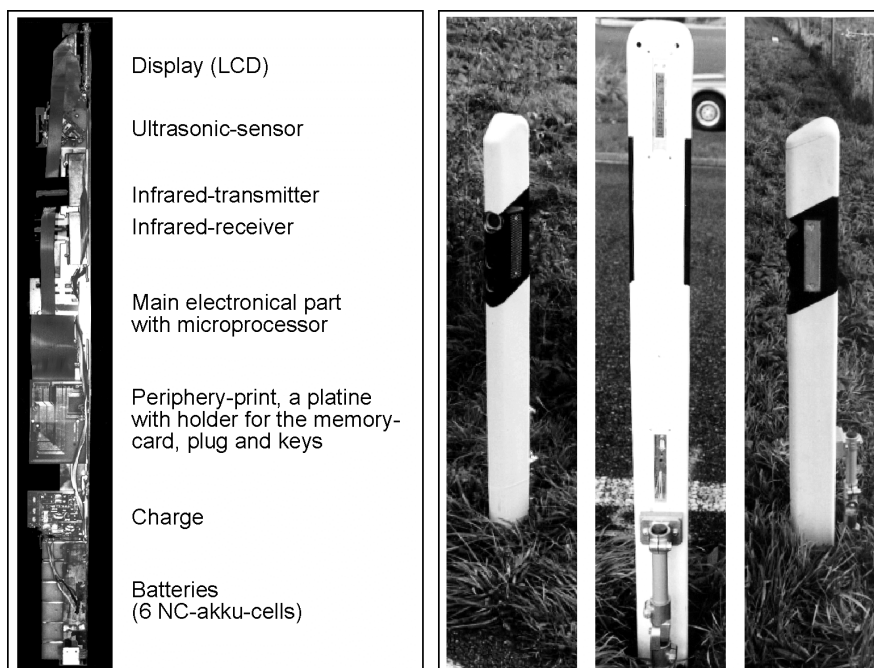 Display (LCD)
Ultrasonic-sensor
Infrared-transmitter
Infrared-receiver
Main electronical part
with microprocessor
Periphery-print, a platine
with holder for the memory-
card, plug and keys
Charge
Batteries
(6 NC-akku-cells)